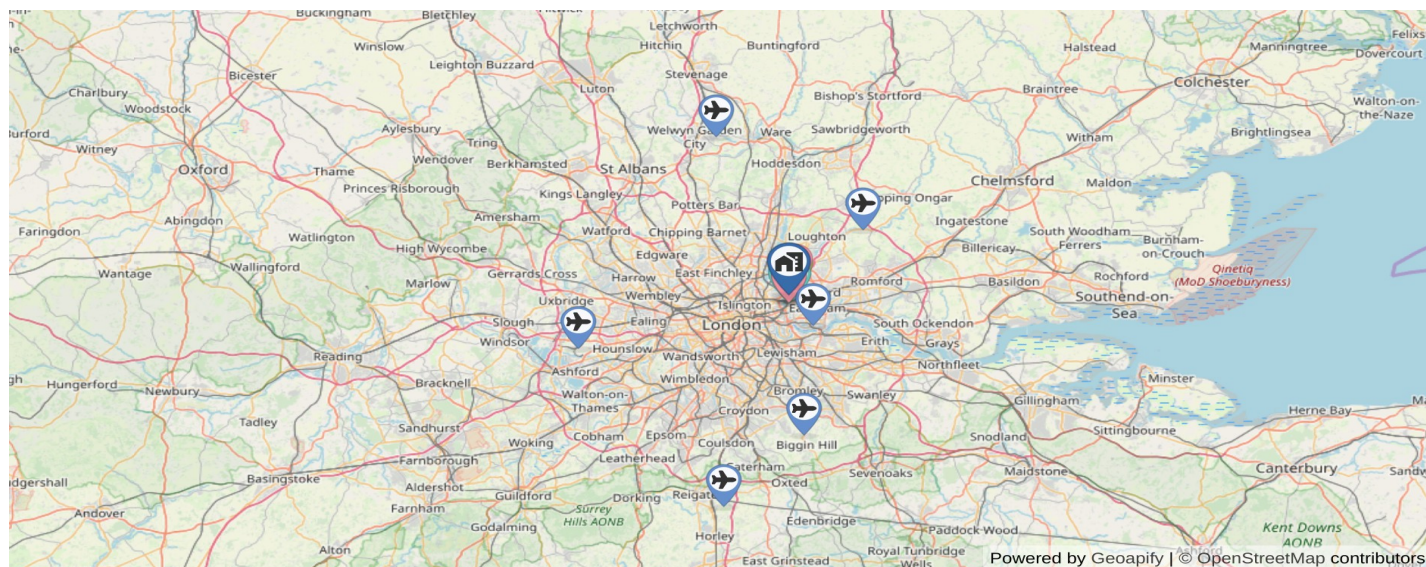 Buckingham
Bletchley
Letchworth
Felixs
Winslow
Hitchin
Buntingford
Halstead
Manningtree
Dovercourt
Leighton Buzzard
Bicester
Stevenage
Colchester
Charlbury
Luton
Bishop's Stortford
Braintree
Woodstock
Walton-on-
the-Naze
Burford
Aylesbury
Welwyn Garden
City
Ware
Sawbridgeworth
Witham
Brightlingsea
Witney
Tring
Wendover
Berkhamsted
St Albans
Hoddesdon
Oxford
Thame
Princes Risborough
Kings Langley
Chelmsford
Maldon
Abingdon
Amersham
Potters Bar
pping Ongar
Ingatestone
Faringdon
Watlington
Watford
Chipping Barnet
Loughton
South Woodham
Ferrers
Burnham-
on-Crouch
High Wycombe
Edgware
Billericay
Wantage
Wallingford
Gerrards Cross
Harrow
East Finchley
Romford
Basildon
Rochford
Qinetiq
(MoD Shoeburyness)
Marlow
Uxbridge
Wembley
Islington
Southend-on-
Sea
Slough
Ealing
London
South Ockendon
Windsor
Hounslow
Erith
Grays
Reading
Wandsworth
Lewisham
Northfleet
Hungerford
Newbury
Bracknell
Ashford
Wimbledon
Bromley
Swanley
Minster
Walton-on-
Thames
Gillingham
Herne Bay
Tadley
Sandhurst
Croydon
Sittingbourne
Woking
Cobham
Epsom
Coulsdon
Biggin Hill
Snodland
Farnborough
Leatherhead
Caterham
Sevenoaks
Maidstone
Canterbury
Basingstoke
Aldershot
Guildford
Dorking
Reigate
Oxted
Andover
Farnham
Surrey
Hills AONB
Edenbridge
Paddock Wood
Kent Downs
AONB
Godalming
Horley
Alton
East Grinstead
Royal Tunbridge
Wells
Ashford
Powered by Geoapify | © OpenStreetMap contributors